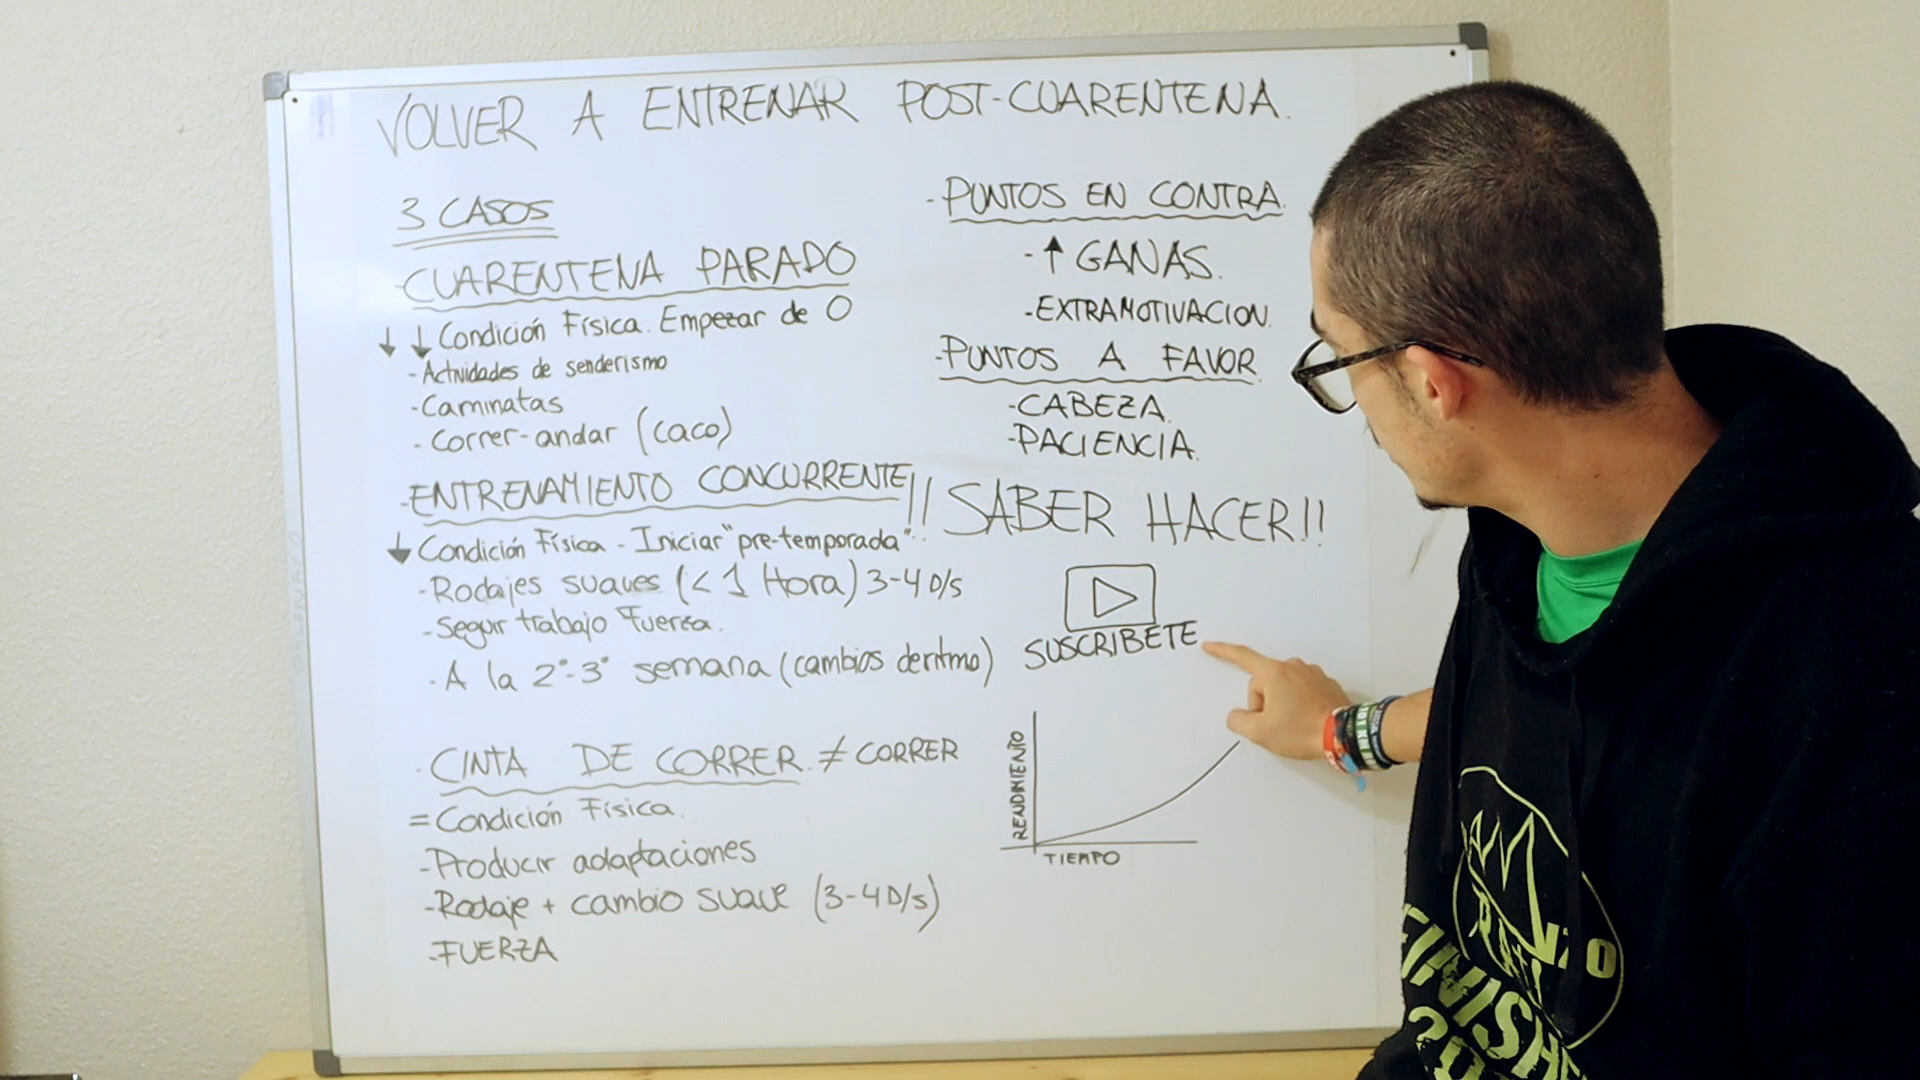 VOLVER A ENTRENAR POST-CUARENTENA.
3 CASOS
-CUARENTENA PARADO
↓ ↓ Condición Física. Empezar de 0
-Actividades de senderismo
-Caminatas
- Correr-andar (caco)
-ENTRENAMIENTO CONCURRENTE
↓ Condición Física - Iniciar "pre-temporada"
-Rodajes suaves (< 1 Hora) 3-4 D/s
-Seguir trabajo Fuerza.
- A la 2ª-3ª semana (cambios de ritmo)
- CINTA DE CORRER. ≠ CORRER
= Condición Física.
-Producir adaptaciones
-Rodaje + cambio suave (3-4 D/s)
-FUERZA
- PUNTOS EN CONTRA.
-↑ GANAS.
-EXTRAMOTIVACION.
-PUNTOS A FAVOR.
-CABEZA.
-PACIENCIA.
!! SABER HACER!!
SUSCRIBETE
RENDIMIENTO
TIEMPO
FINISH